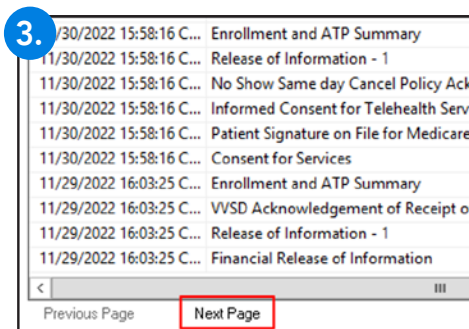 3.
/30/2022 15:58:16 C... Enrollment and ATP Summary
11/30/2022 15:58:16 C... Release of Information - 1
11/30/2022 15:58:16 C... No Show Same day Cancel Policy Ack
11/30/2022 15:58:16 C... Informed Consent for Telehealth Serv
11/30/2022 15:58:16 C... Patient Signature on File for Medicare
11/30/2022 15:58:16 C... Consent for Services
11/29/2022 16:03:25 C... Enrollment and ATP Summary
11/29/2022 16:03:25 C... VVSD Acknowledgement of Receipt o
11/29/2022 16:03:25 C... Release of Information - 1
11/29/2022 16:03:25 C... Financial Release of Information
Previous Page Next Page